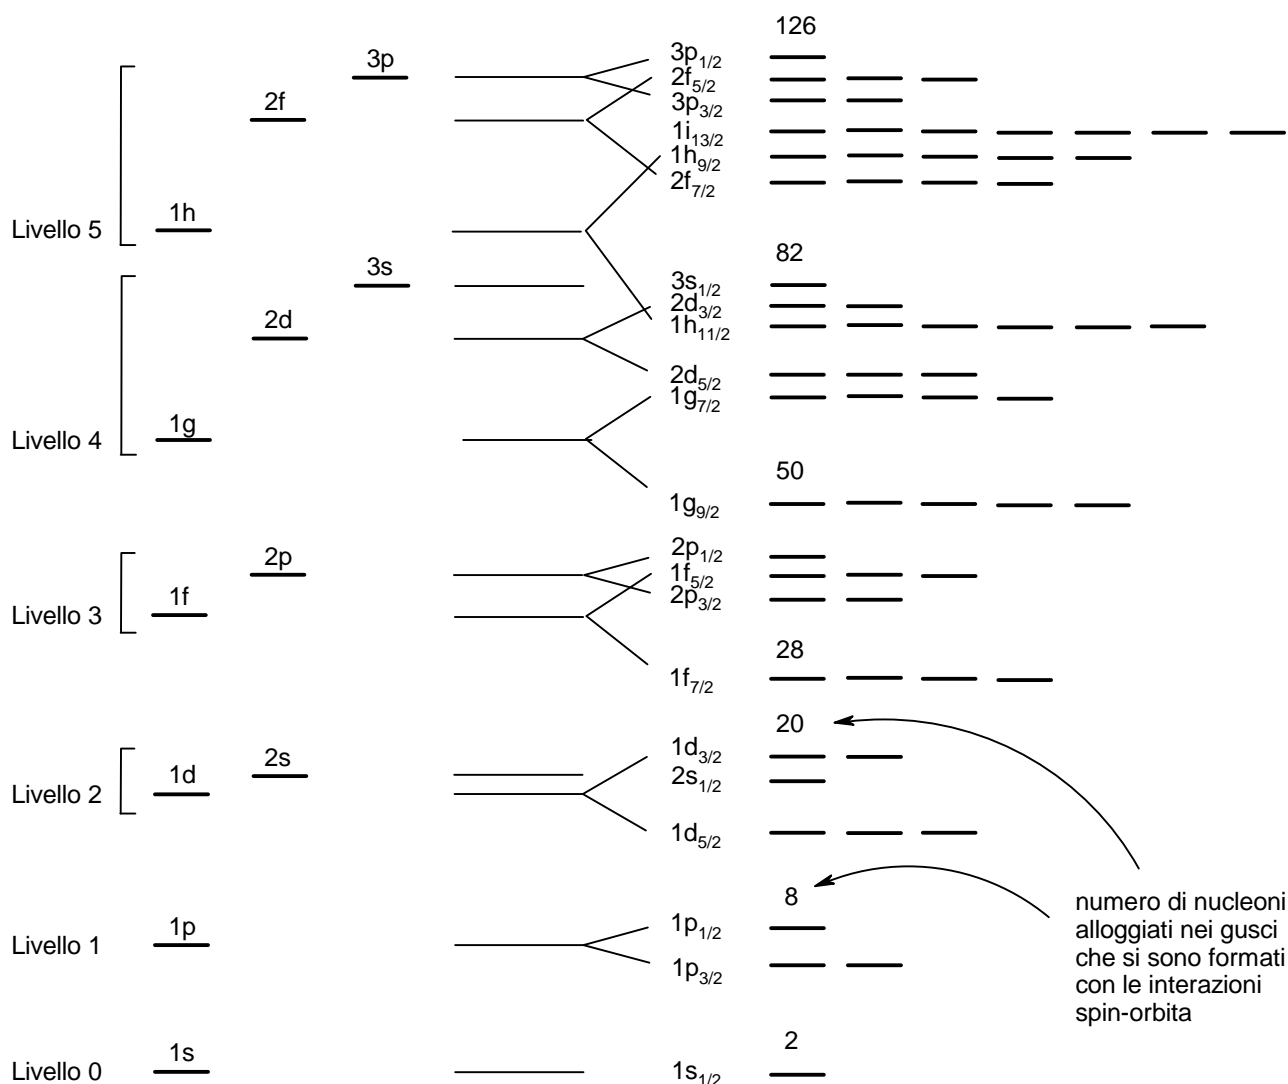 126
3p
3p1/2
2f5/2
3p3/2
2f
1i13/2
1h9/2
2f7/2
1h
Livello 5
82
3s
3s1/2
2d3/2
2d
1h11/2
2d5/2
1g7/2
1g
Livello 4
50
1g9/2
2p
2p1/2
1f5/2
2p3/2
1f
Livello 3
28
1f7/2
20
1d3/2
2s
1d
2s1/2
Livello 2
1d5/2
8
numero di nucleoni
alloggiati nei gusci
che si sono formati
con le interazioni
spin-orbita
1p
1p1/2
Livello 1
1p3/2
2
1s
Livello 0
1s1/2